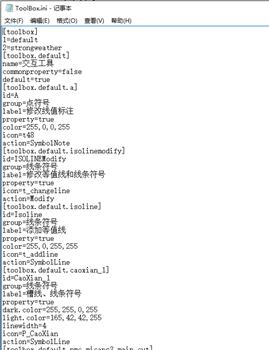 ToolBox.ini - 记事本
文件(F) 编辑(E) 格式(O) 查看(V) 帮助(H)
[toolbox]
1=default
2=strongweather
[toolbox.default]
name=交互工具
commonproperty=false
default=true
[toolbox.default.a]
id=A
group=点符号
label=修改线值标注
property=true
color=255,0,0,255
icon=t48
action=SymbolNote
[toolbox.default.isolinemodify]
id=ISOLINEModify
group=线条符号
label=修改等值线和线条符号
property=true
icon=t_changeline
action=Modify
[toolbox.default.isoline]
id=Isoline
group=线条符号
label=添加等值线
property=true
color=255,0,255,255
icon=t_addline
action=SymbolLine
[toolbox.default.caoxian_1]
id=CaoXian_1
group=线条符号
label=槽线、线条符号
property=true
dark.color=255,255,0,255
light.color=165,42,42,255
linewidth=4
icon=P_CaoXian
action=SymbolLine